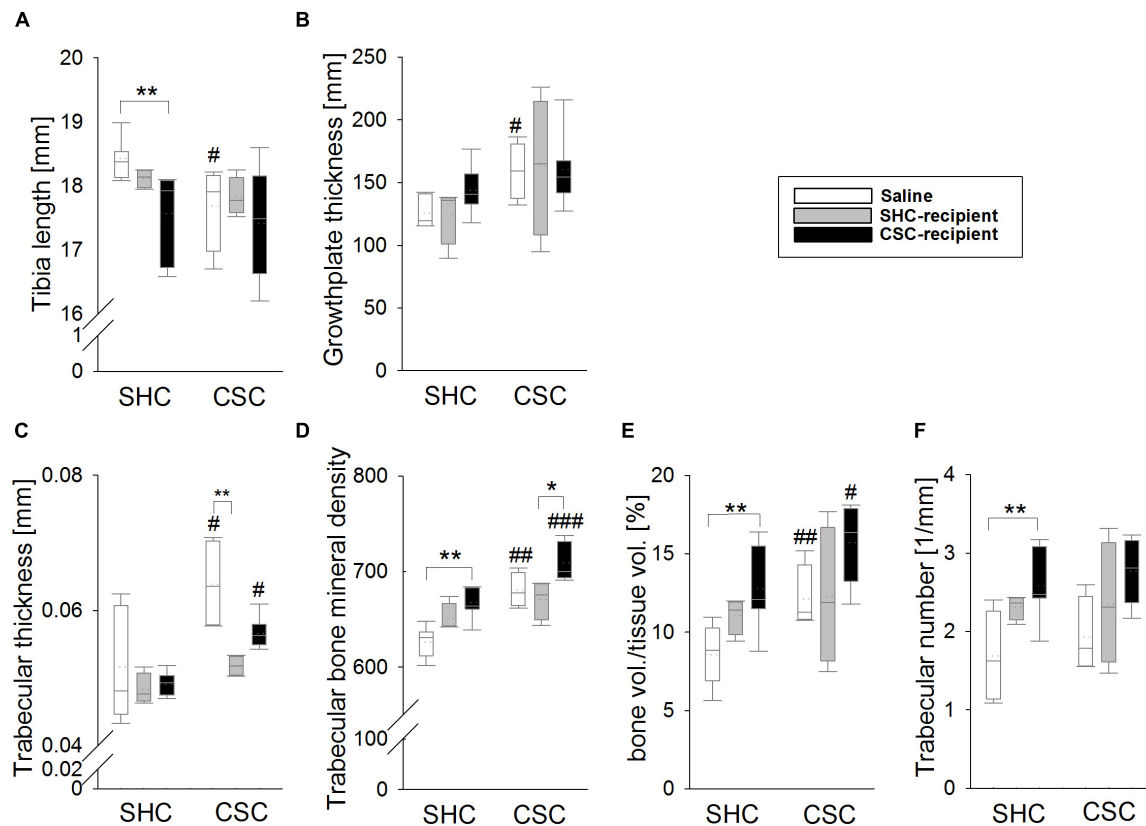 A
Tibia length [mm]
20
19
18
17
16
1
0
**
#
SHC CSC
B
Growthplate thickness [mm]
250
200
150
100
50
0
#
SHC CSC
Saline
SHC-recipient
CSC-recipient
C
Trabecular thickness [mm]
0.08
0.06
0.04
0.02
0
**
#
#
SHC CSC
D
Trabecular bone mineral density
800
700
600
100
0
**
*
##
###
SHC CSC
E
bone vol./tissue vol. [%]
20
15
10
5
0
**
##
#
SHC CSC
F
Trabecular number [1/mm]
4
3
2
1
0
**
SHC CSC